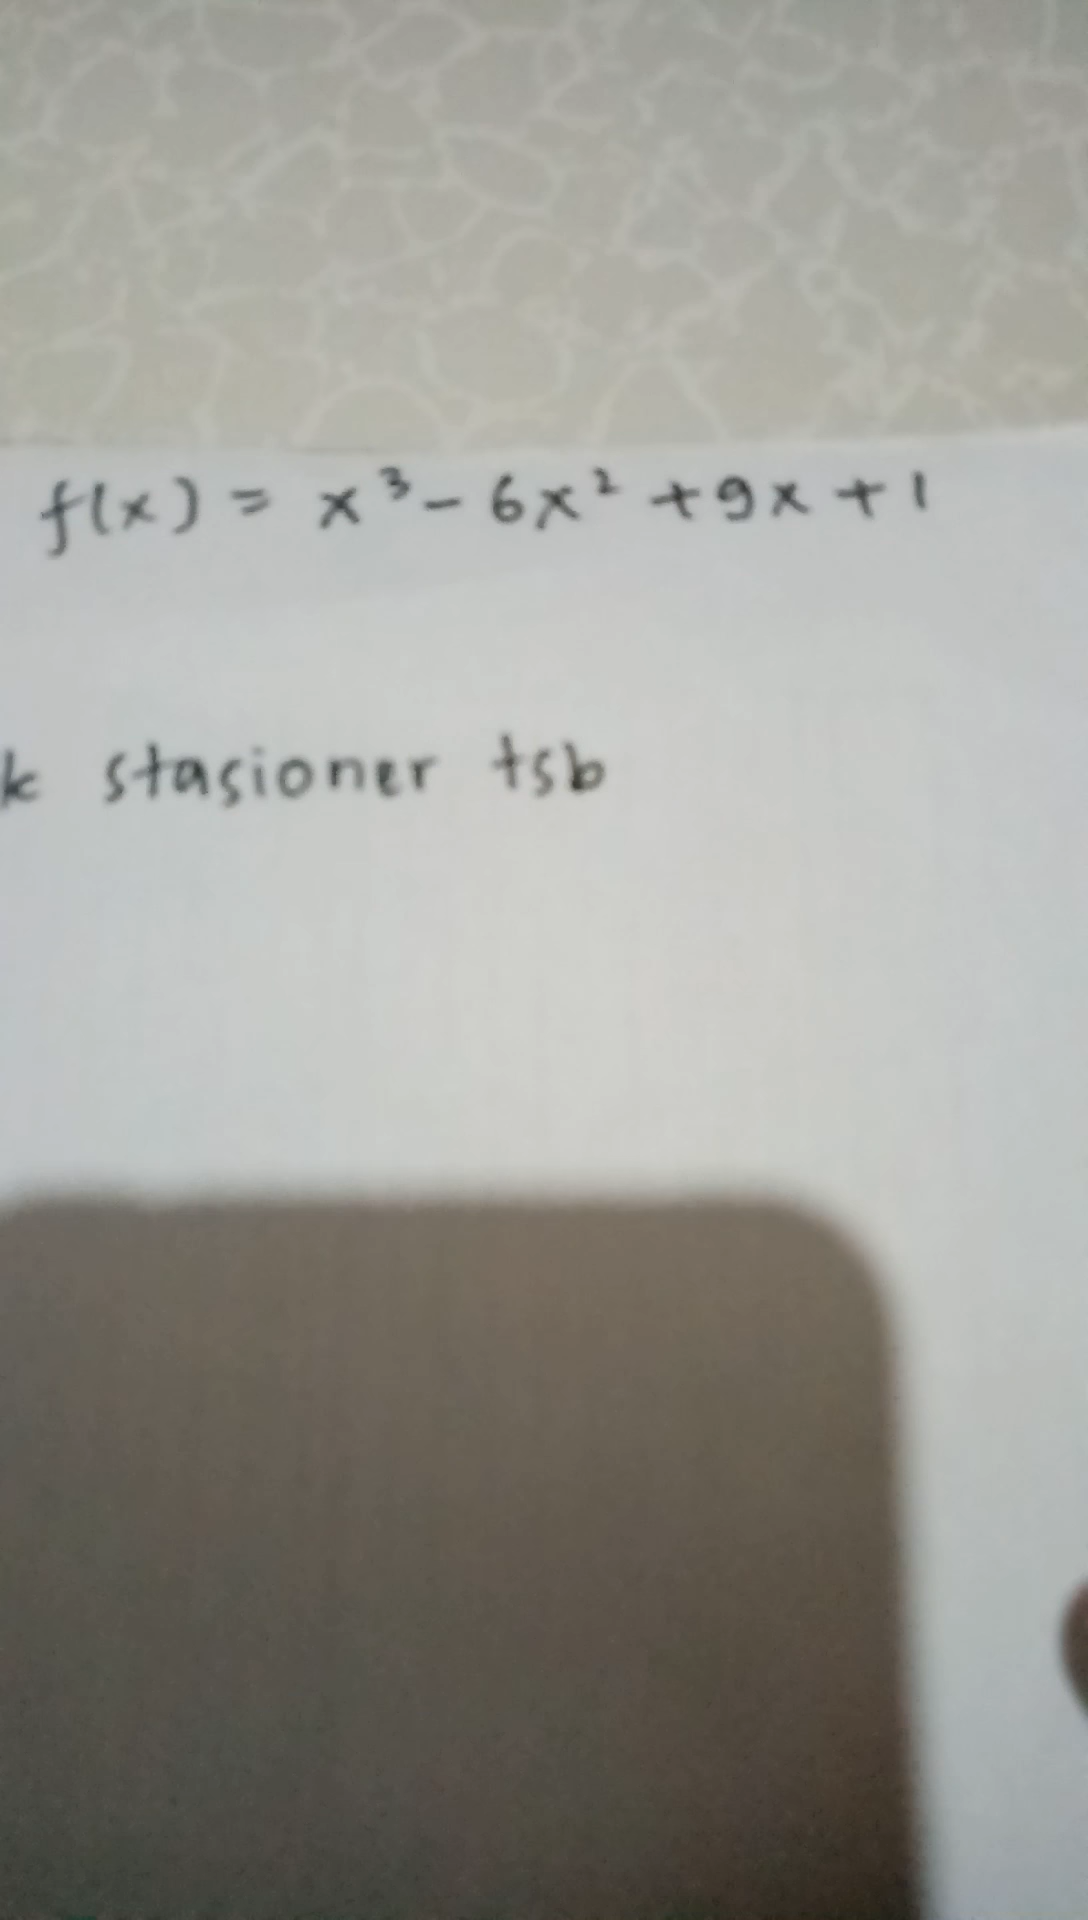 f(x) = x³ - 6x² + 9x + 1
k stasioner tsb